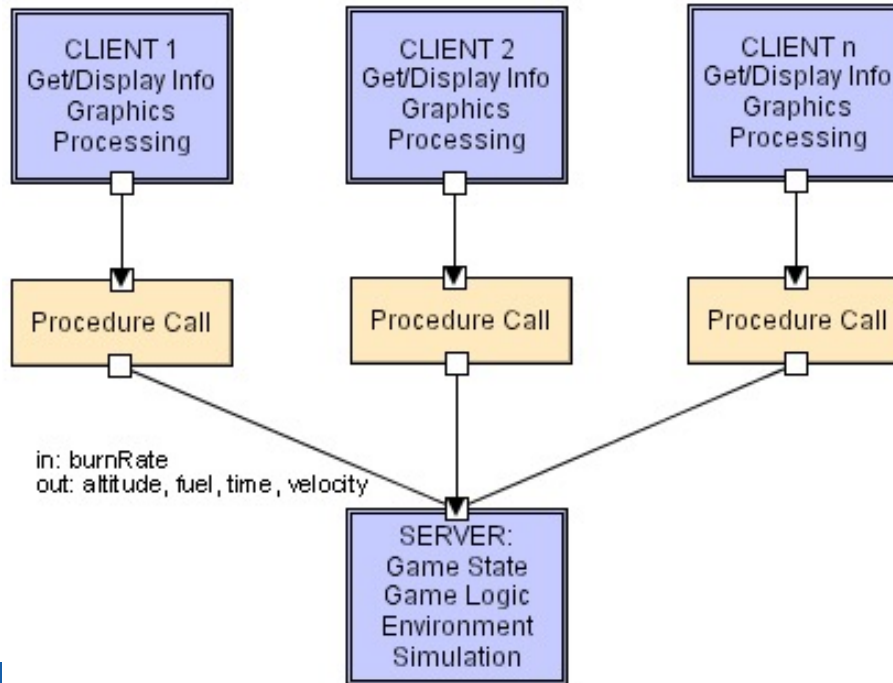 CLIENT 1
Get/Display Info
Graphics
Processing
CLIENT 2
Get/Display Info
Graphics
Processing
CLIENT n
Get/Display Info
Graphics
Processing
Procedure Call
Procedure Call
Procedure Call
in: burnRate
out: altitude, fuel, time, velocity
SERVER:
Game State
Game Logic
Environment
Simulation